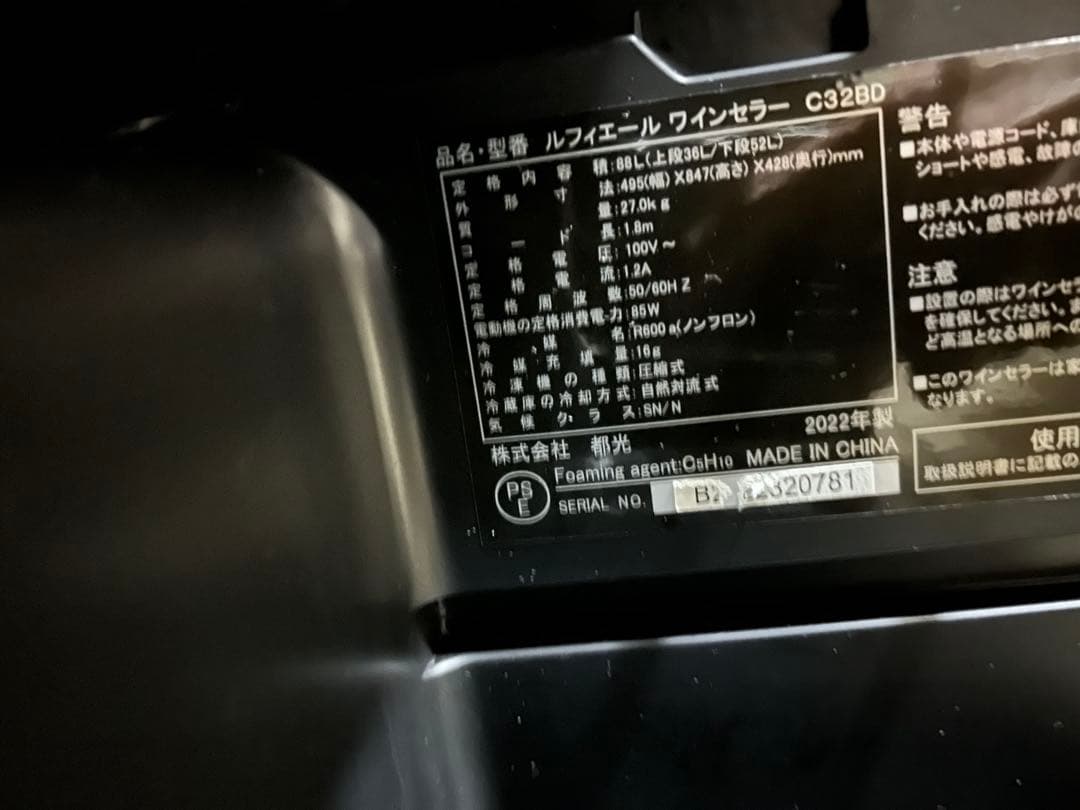 品名・型番 ルフィエール ワインセラー C32BD
定格内容積:88L(上段36L/下段52L)
外形寸法:495(幅)×847(高さ)×428(奥行)mm
質量:27.0kg
コード長:1.8m
定格電圧:100V～
定格電流:1.2A
定格周波数:50/60HZ
電動機の定格消費電力:85W
冷媒名:R600a(ノンフロン)
冷媒充填量:16g
冷凍機の種類:圧縮式
冷蔵庫の冷却方式:自然対流式
気候クラス:SN/N
2022年製
株式会社 都光
Foaming agent:C5H10 MADE IN CHINA
PSE
SERIAL NO. 320781
警告
■本体や電源コード、庫
ショートや感電、故障の
■お手入れの際は必ず
ください。感電やけがの
注意
■設置の際はワインセラ
を確保してください。
ど高温となる場所への
■このワインセラーは家
なります。
使用
取扱説明書に記載の